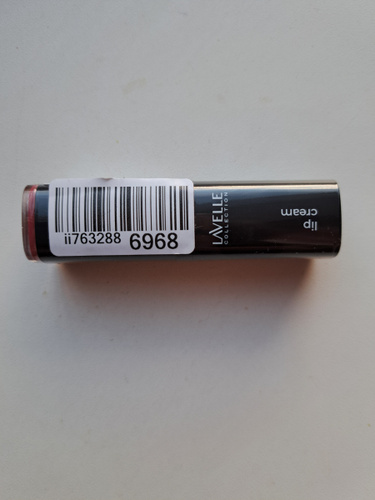 ii763288 6968
LAVELLE
COLLECTION
lip
cream